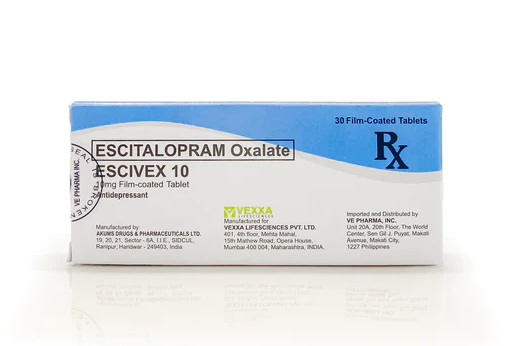 30 Film-Coated Tablets
Rx
ESCITALOPRAM Oxalate
ESCIVEX 10
10mg Film-coated Tablet
Antidepressant
SEAL
BROKEN
VE PHARMA INC.
VEXXA
LIFESCIENCES
Manufactured by:
AKUMS DRUGS & PHARMACEUTICALS LTD.
19, 20, 21, Sector - 6A, I.I.E, SIDCUL,
Ranipur, Haridwar - 249403, India
Manufactured for
VEXXA LIFESCIENCES PVT. LTD.
401, 4th floor, Mehta Mahal,
15th Mathew Road, Opera House,
Mumbai 400 004, Maharashtra, INDIA.
Imported and Distributed by
VE PHARMA, INC.
Unit 20A, 20th Floor, The World
Center, Sen Gil J. Puyat, Makati
Avenue, Makati City,
1227 Philippines